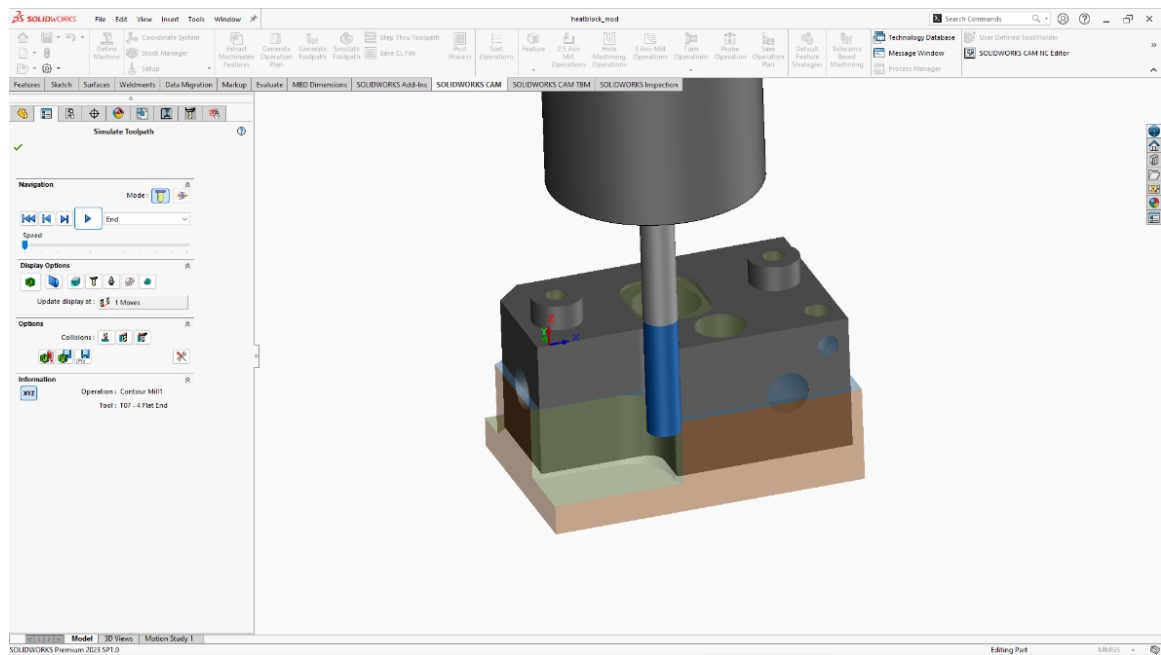 SOLIDWORKS File Edit View Insert Tools Window heatblock_mod Search Commands
Define Machine
Coordinate System
Stock Manager
Setup
Extract Machinable Features
Generate Operation Plan
Generate Toolpath
Simulate Toolpath
Step Thru Toolpath
Save CL File
Post Process
Sort Operations
Feature
2.5 Axis Mill Operations
Hole Machining Operations
3 Axis Mill Operations
Turn Operations
Probe Operation
Save Operation Plan
Default Feature Strategies
Tolerance Based Machining
Technology Database
Message Window
Process Manager
User Defined Tool/Holder
SOLIDWORKS CAM NC Editor
Features Sketch Surfaces Weldments Data Migration Markup Evaluate MBD Dimensions SOLIDWORKS Add-Ins SOLIDWORKS CAM SOLIDWORKS CAM TBM SOLIDWORKS Inspection
Simulate Toolpath
Navigation
Mode :
End
Speed
Display Options
Update display at : 1 Moves
Options
Collisions :
Information
XYZ
Operation : Contour Mill1
Tool : T07 - 4 Flat End
Z
Y
X
Model 3D Views Motion Study 1
SOLIDWORKS Premium 2023 SP1.0 Editing Part MMGS